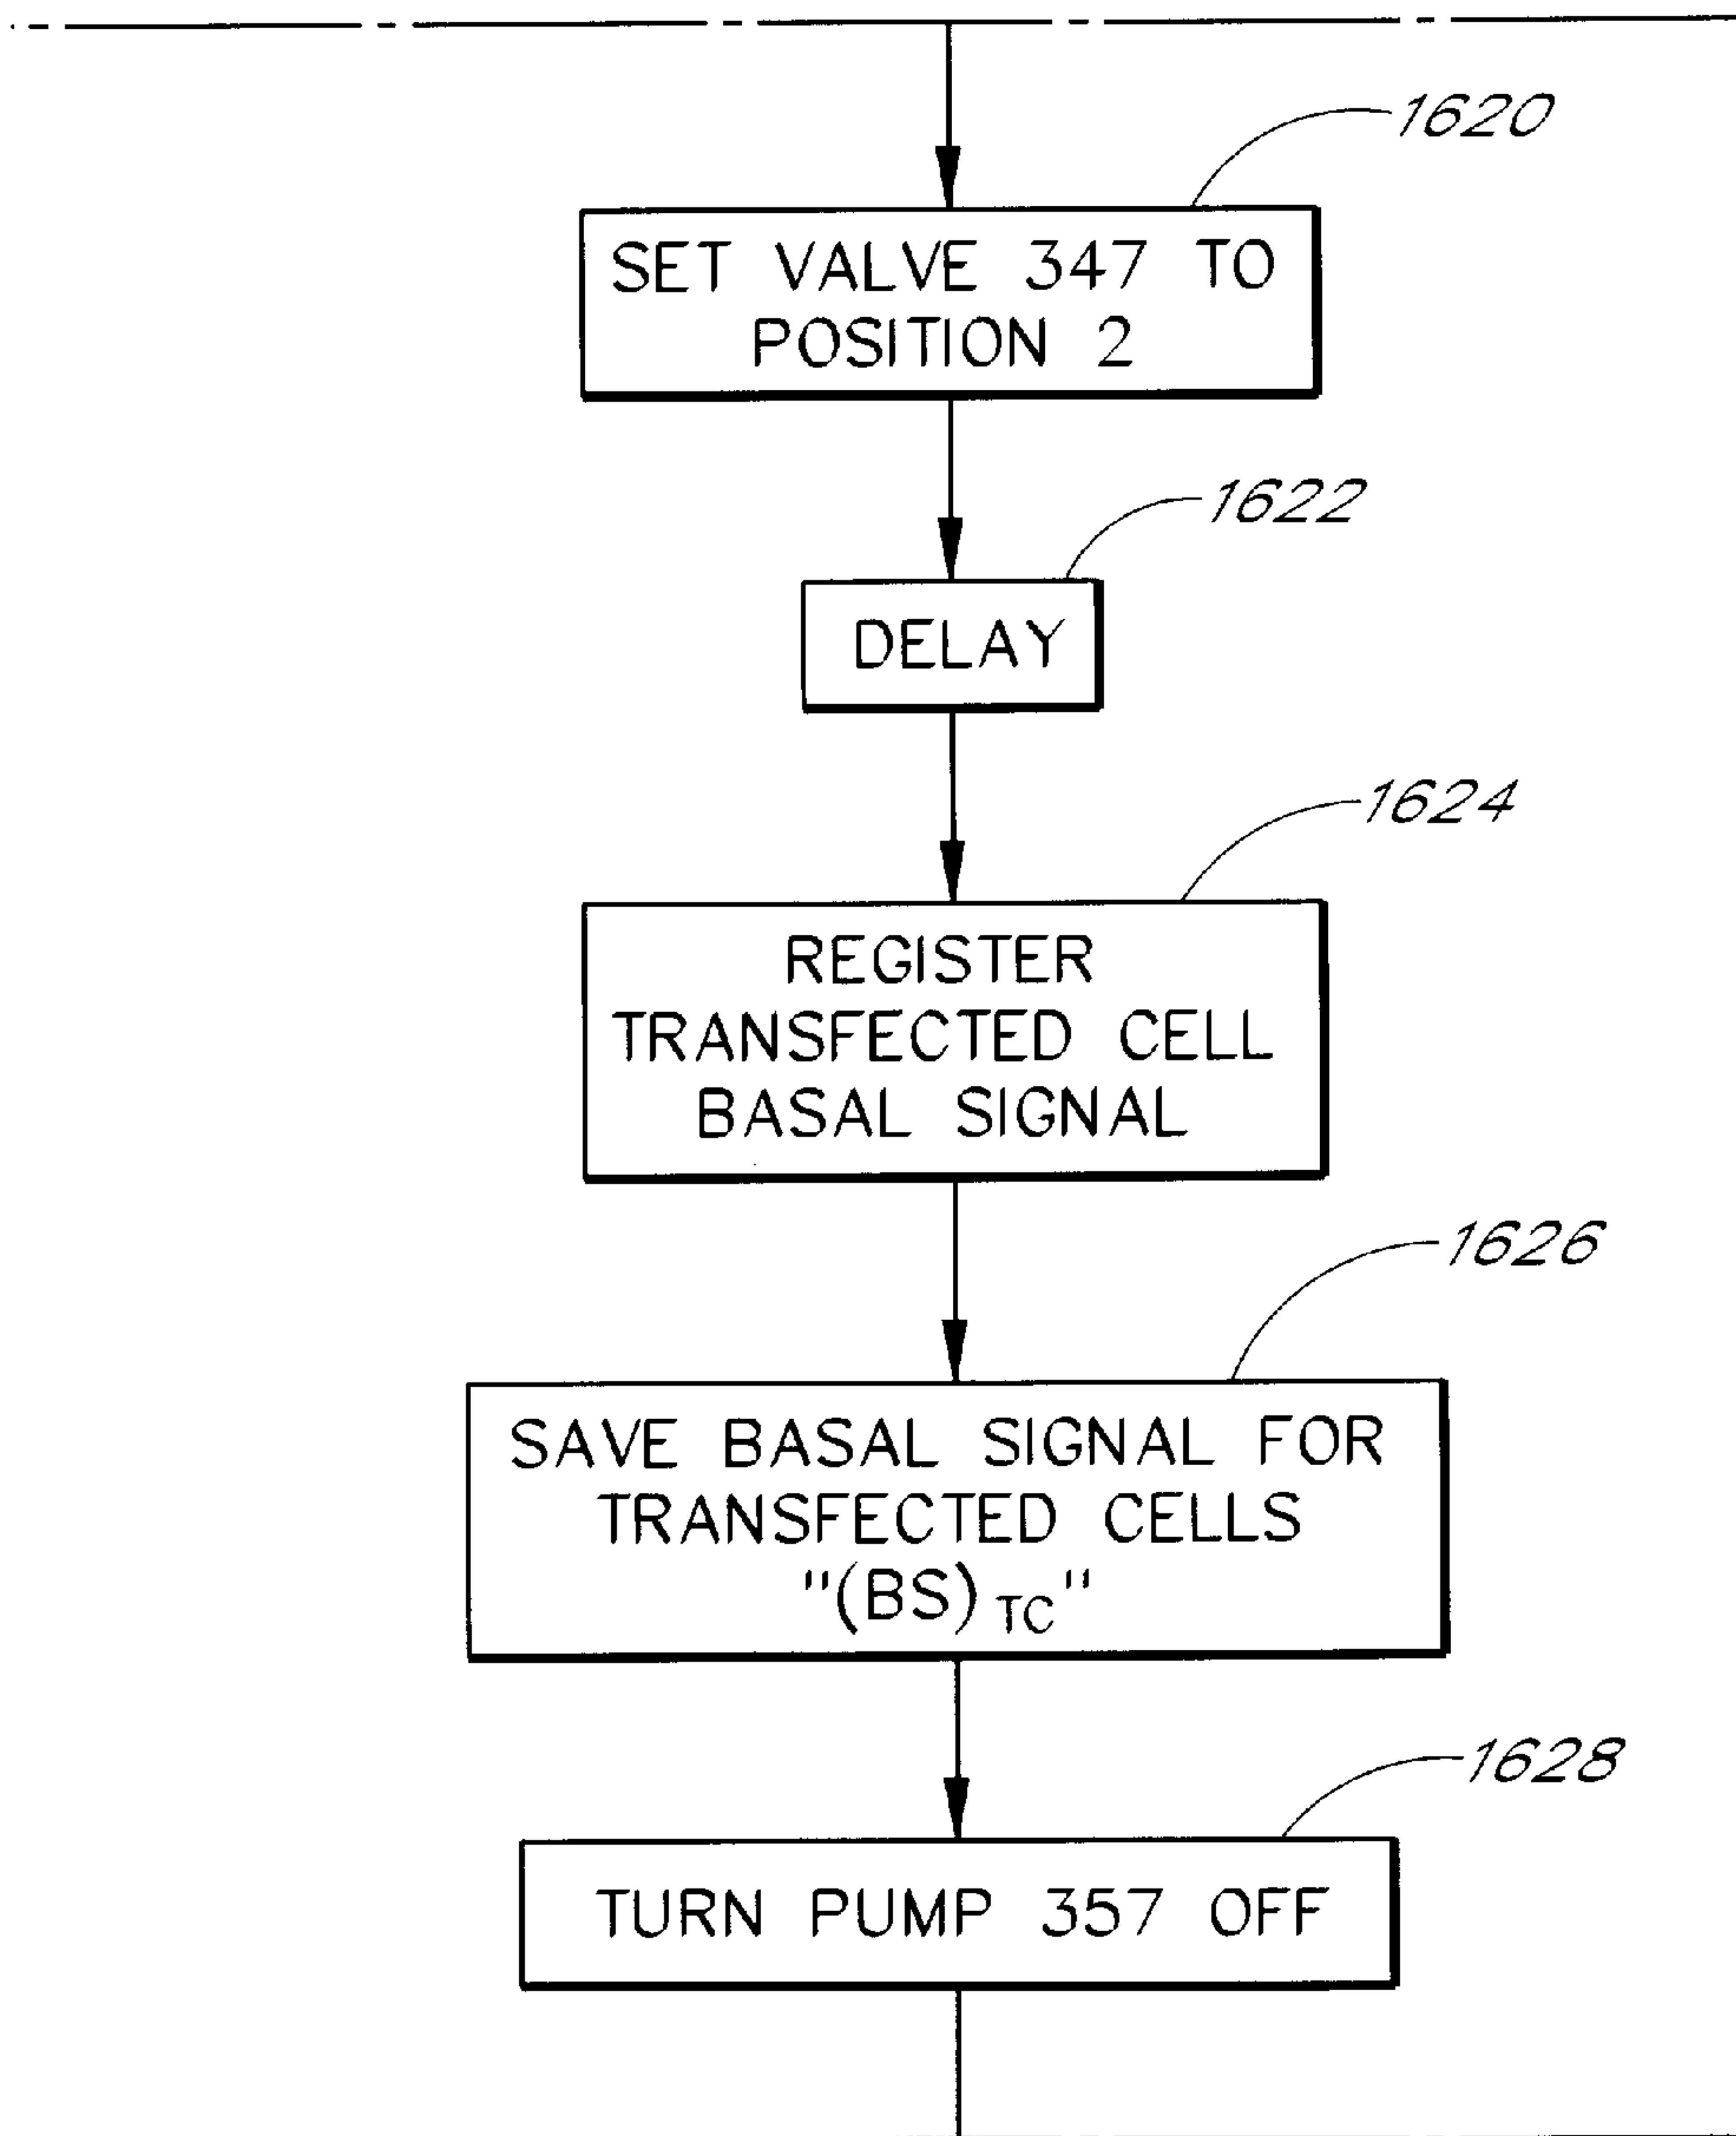 1620
SET VALVE 347 TO
POSITION 2
1622
DELAY
1624
REGISTER
TRANSFECTED CELL
BASAL SIGNAL
1626
SAVE BASAL SIGNAL FOR
TRANSFECTED CELLS
"(BS)TC"
1628
TURN PUMP 357 OFF